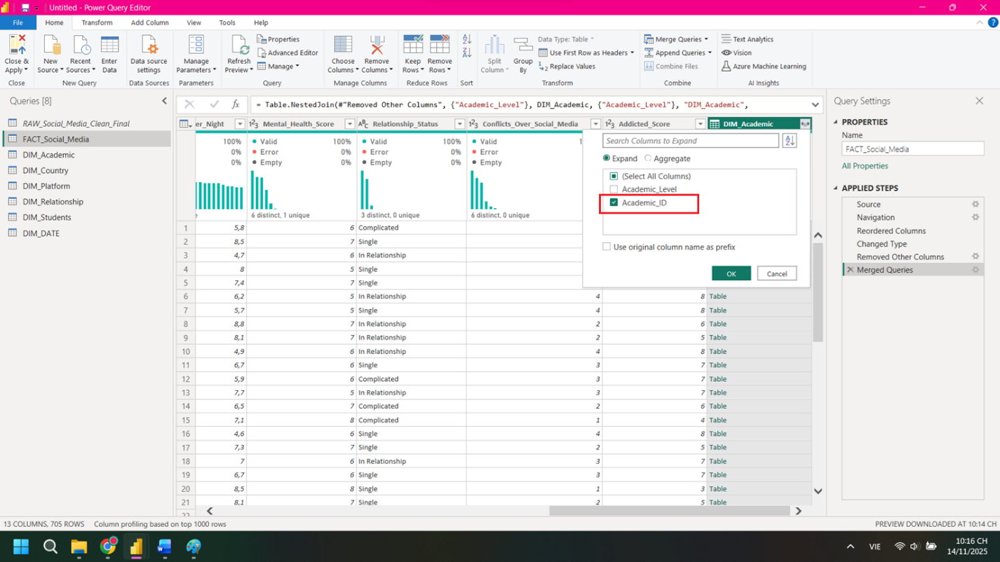 Untitled - Power Query Editor
File Home Transform Add Column View Tools Help
Close & Apply
New Source
Recent Sources
Enter Data
Data source settings
Manage Parameters
Refresh Preview
Properties
Advanced Editor
Manage
Choose Columns
Remove Columns
Keep Rows
Remove Rows
Split Column
Group By
Data Type: Table
Use First Row as Headers
Replace Values
Merge Queries
Append Queries
Combine Files
Text Analytics
Vision
Azure Machine Learning
Close New Query Data Sources Parameters Query Manage Columns Reduce Rows Sort Transform Combine AI Insights
Queries [8]
RAW_Social_Media_Clean_Final
FACT_Social_Media
DIM_Academic
DIM_Country
DIM_Platform
DIM_Relationship
DIM_Students
DIM_DATE
fx = Table.NestedJoin(#"Removed Other Columns", {"Academic_Level"}, DIM_Academic, {"Academic_Level"}, "DIM_Academic",
er_Night 123 Mental_Health_Score ABC Relationship_Status 123 Conflicts_Over_Social_Media 123 Addicted_Score DIM_Academic
100% Valid 100% Valid 100% Valid 1
0% Error 0% Error 0% Error
0% Empty 0% Empty 0% Empty
6 distinct, 1 unique 3 distinct, 0 unique 6 distinct, 0 unique
Search Columns to Expand
Expand Aggregate
(Select All Columns)
Academic_Level
Academic_ID
Use original column name as prefix
OK Cancel
1 5,8 6 Complicated
2 8,5 7 Single
3 4,7 6 In Relationship
4 8 5 Single
5 7,4 7 Single
6 6,2 5 In Relationship 4 8 Table
7 5,7 5 Single 4 8 Table
8 8,8 7 In Relationship 2 6 Table
9 8,1 7 In Relationship 2 5 Table
10 4,9 6 In Relationship 4 8 Table
11 6,7 6 Single 3 7 Table
12 5,9 6 Complicated 3 7 Table
13 7,7 5 In Relationship 3 7 Table
14 6,5 7 Complicated 2 6 Table
15 7,1 8 Complicated 1 4 Table
16 4,6 6 Single 4 8 Table
17 7,3 7 Single 2 5 Table
18 7 6 In Relationship 3 7 Table
19 6,7 6 Single 3 7 Table
20 8,5 8 Single 1 3 Table
21 8,1 7 Single 2 5 Table
Query Settings
PROPERTIES
Name
FACT_Social_Media
All Properties
APPLIED STEPS
Source
Navigation
Reordered Columns
Changed Type
Removed Other Columns
Merged Queries
13 COLUMNS, 705 ROWS Column profiling based on top 1000 rows PREVIEW DOWNLOADED AT 10:14 CH
VIE
10:16 CH
14/11/2025